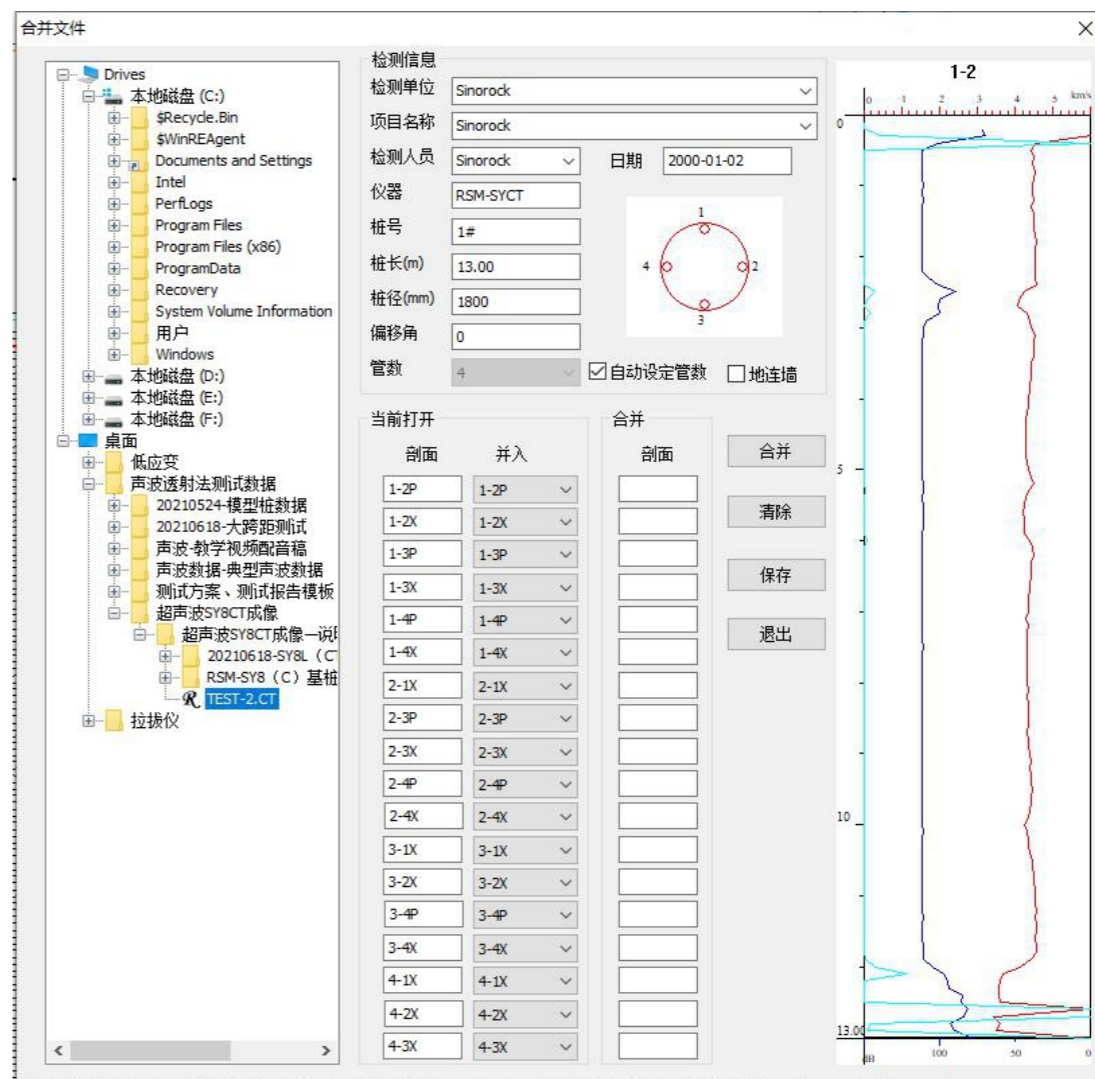 合并文件
Drives
本地磁盘 (C:)
$Recycle.Bin
$WinREAgent
Documents and Settings
Intel
PerfLogs
Program Files
Program Files (x86)
ProgramData
Recovery
System Volume Information
用户
Windows
本地磁盘 (D:)
本地磁盘 (E:)
本地磁盘 (F:)
桌面
低应变
声波透射法测试数据
20210524-模型桩数据
20210618-大跨距测试
声波-教学视频配音稿
声波数据-典型声波数据
测试方案、测试报告模板
超声波SY8CT成像
超声波SY8CT成像—说
20210618-SY8L（CT
RSM-SY8（C）基桩
TEST-2.CT
拉拔仪
检测信息
检测单位 Sinorock
项目名称 Sinorock
检测人员 Sinorock 日期 2000-01-02
仪器 RSM-SYCT
桩号 1#
桩长(m) 13.00
桩径(mm) 1800
偏移角 0
管数 4 自动设定管数 地连墙
1
4 2
3
当前打开 合并
剖面 并入 剖面
1-2P 1-2P
1-2X 1-2X
1-3P 1-3P
1-3X 1-3X
1-4P 1-4P
1-4X 1-4X
2-1X 2-1X
2-3P 2-3P
2-3X 2-3X
2-4P 2-4P
2-4X 2-4X
3-1X 3-1X
3-2X 3-2X
3-4P 3-4P
3-4X 3-4X
4-1X 4-1X
4-2X 4-2X
4-3X 4-3X
合并
清除
保存
退出
1-2
0 1 2 3 4 5 km/s
0
5
10
13.00
dB 100 50 0